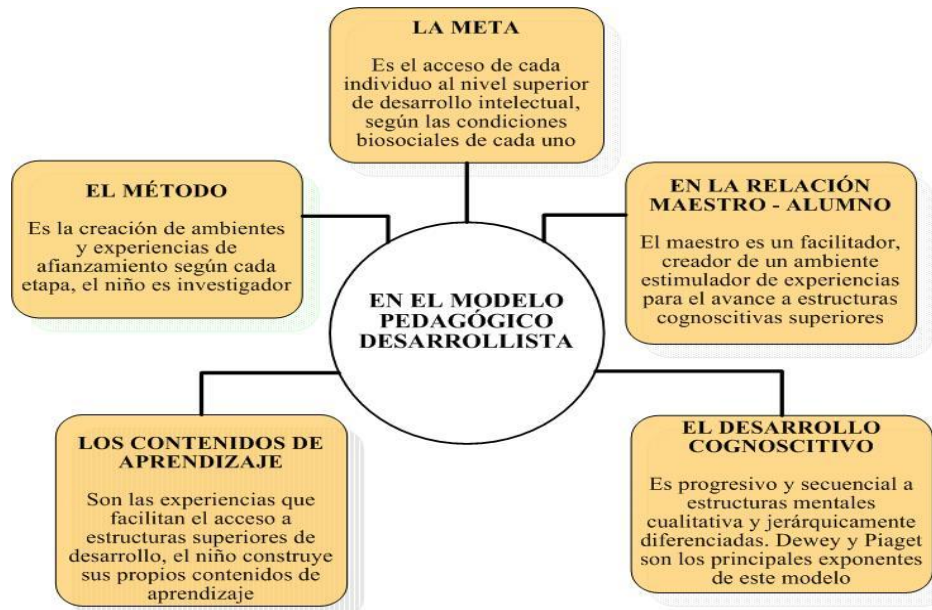 LA META
Es el acceso de cada
individuo al nivel superior
de desarrollo intelectual,
según las condiciones
biosociales de cada uno
EL MÉTODO
Es la creación de ambientes
y experiencias de
afianzamiento según cada
etapa, el niño es investigador
EN LA RELACIÓN
MAESTRO - ALUMNO
El maestro es un facilitador,
creador de un ambiente
estimulador de experiencias
para el avance a estructuras
cognoscitivas superiores
EN EL MODELO
PEDAGÓGICO
DESARROLLISTA
LOS CONTENIDOS DE
APRENDIZAJE
Son las experiencias que
facilitan el acceso a
estructuras superiores de
desarrollo, el niño construye
sus propios contenidos de
aprendizaje
EL DESARROLLO
COGNOSCITIVO
Es progresivo y secuencial a
estructuras mentales
cualitativa y jerárquicamente
diferenciadas. Dewey y Piaget
son los principales exponentes
de este modelo